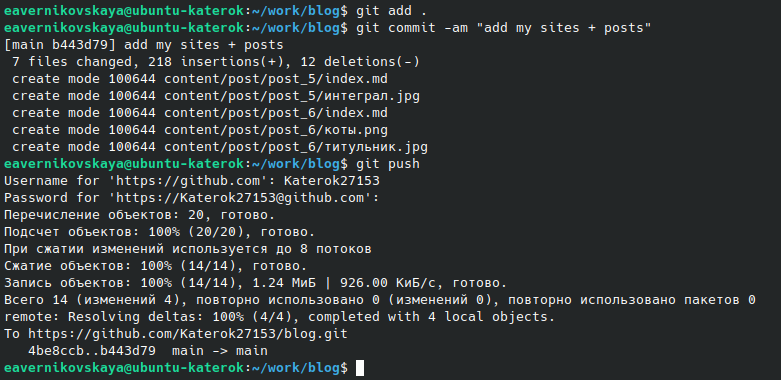 eavernikovskaya@ubuntu-katerok:~/work/blog$ git add .
eavernikovskaya@ubuntu-katerok:~/work/blog$ git commit -am "add my sites + posts"
[main b443d79] add my sites + posts
 7 files changed, 218 insertions(+), 12 deletions(-)
 create mode 100644 content/post/post_5/index.md
 create mode 100644 content/post/post_5/интеграл.jpg
 create mode 100644 content/post/post_6/index.md
 create mode 100644 content/post/post_6/коты.png
 create mode 100644 content/post/post_6/титульник.jpg
eavernikovskaya@ubuntu-katerok:~/work/blog$ git push
Username for 'https://github.com': Katerok27153
Password for 'https://Katerok27153@github.com':
Перечисление объектов: 20, готово.
Подсчет объектов: 100% (20/20), готово.
При сжатии изменений используется до 8 потоков
Сжатие объектов: 100% (14/14), готово.
Запись объектов: 100% (14/14), 1.24 МиБ | 926.00 КиБ/с, готово.
Всего 14 (изменений 4), повторно использовано 0 (изменений 0), повторно использовано пакетов 0
remote: Resolving deltas: 100% (4/4), completed with 4 local objects.
To https://github.com/Katerok27153/blog.git
   4be8ccb..b443d79  main -> main
eavernikovskaya@ubuntu-katerok:~/work/blog$